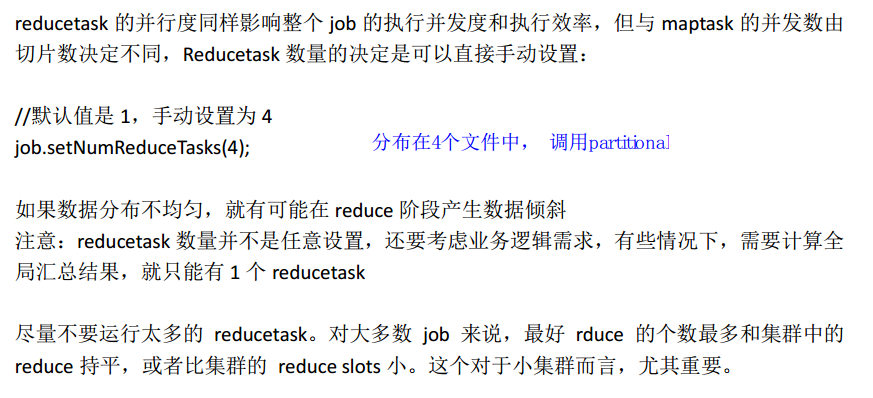 reducetask 的并行度同样影响整个 job 的执行并发度和执行效率，但与 maptask 的并发数由
切片数决定不同，Reducetask 数量的决定是可以直接手动设置：
//默认值是 1，手动设置为 4
job.setNumReduceTasks(4);
分布在4个文件中， 调用partitional
如果数据分布不均匀，就有可能在 reduce 阶段产生数据倾斜
注意：reducetask 数量并不是任意设置，还要考虑业务逻辑需求，有些情况下，需要计算全
局汇总结果，就只能有 1 个 reducetask
尽量不要运行太多的 reducetask。对大多数 job 来说，最好 rduce 的个数最多和集群中的
reduce 持平，或者比集群的 reduce slots 小。这个对于小集群而言，尤其重要。